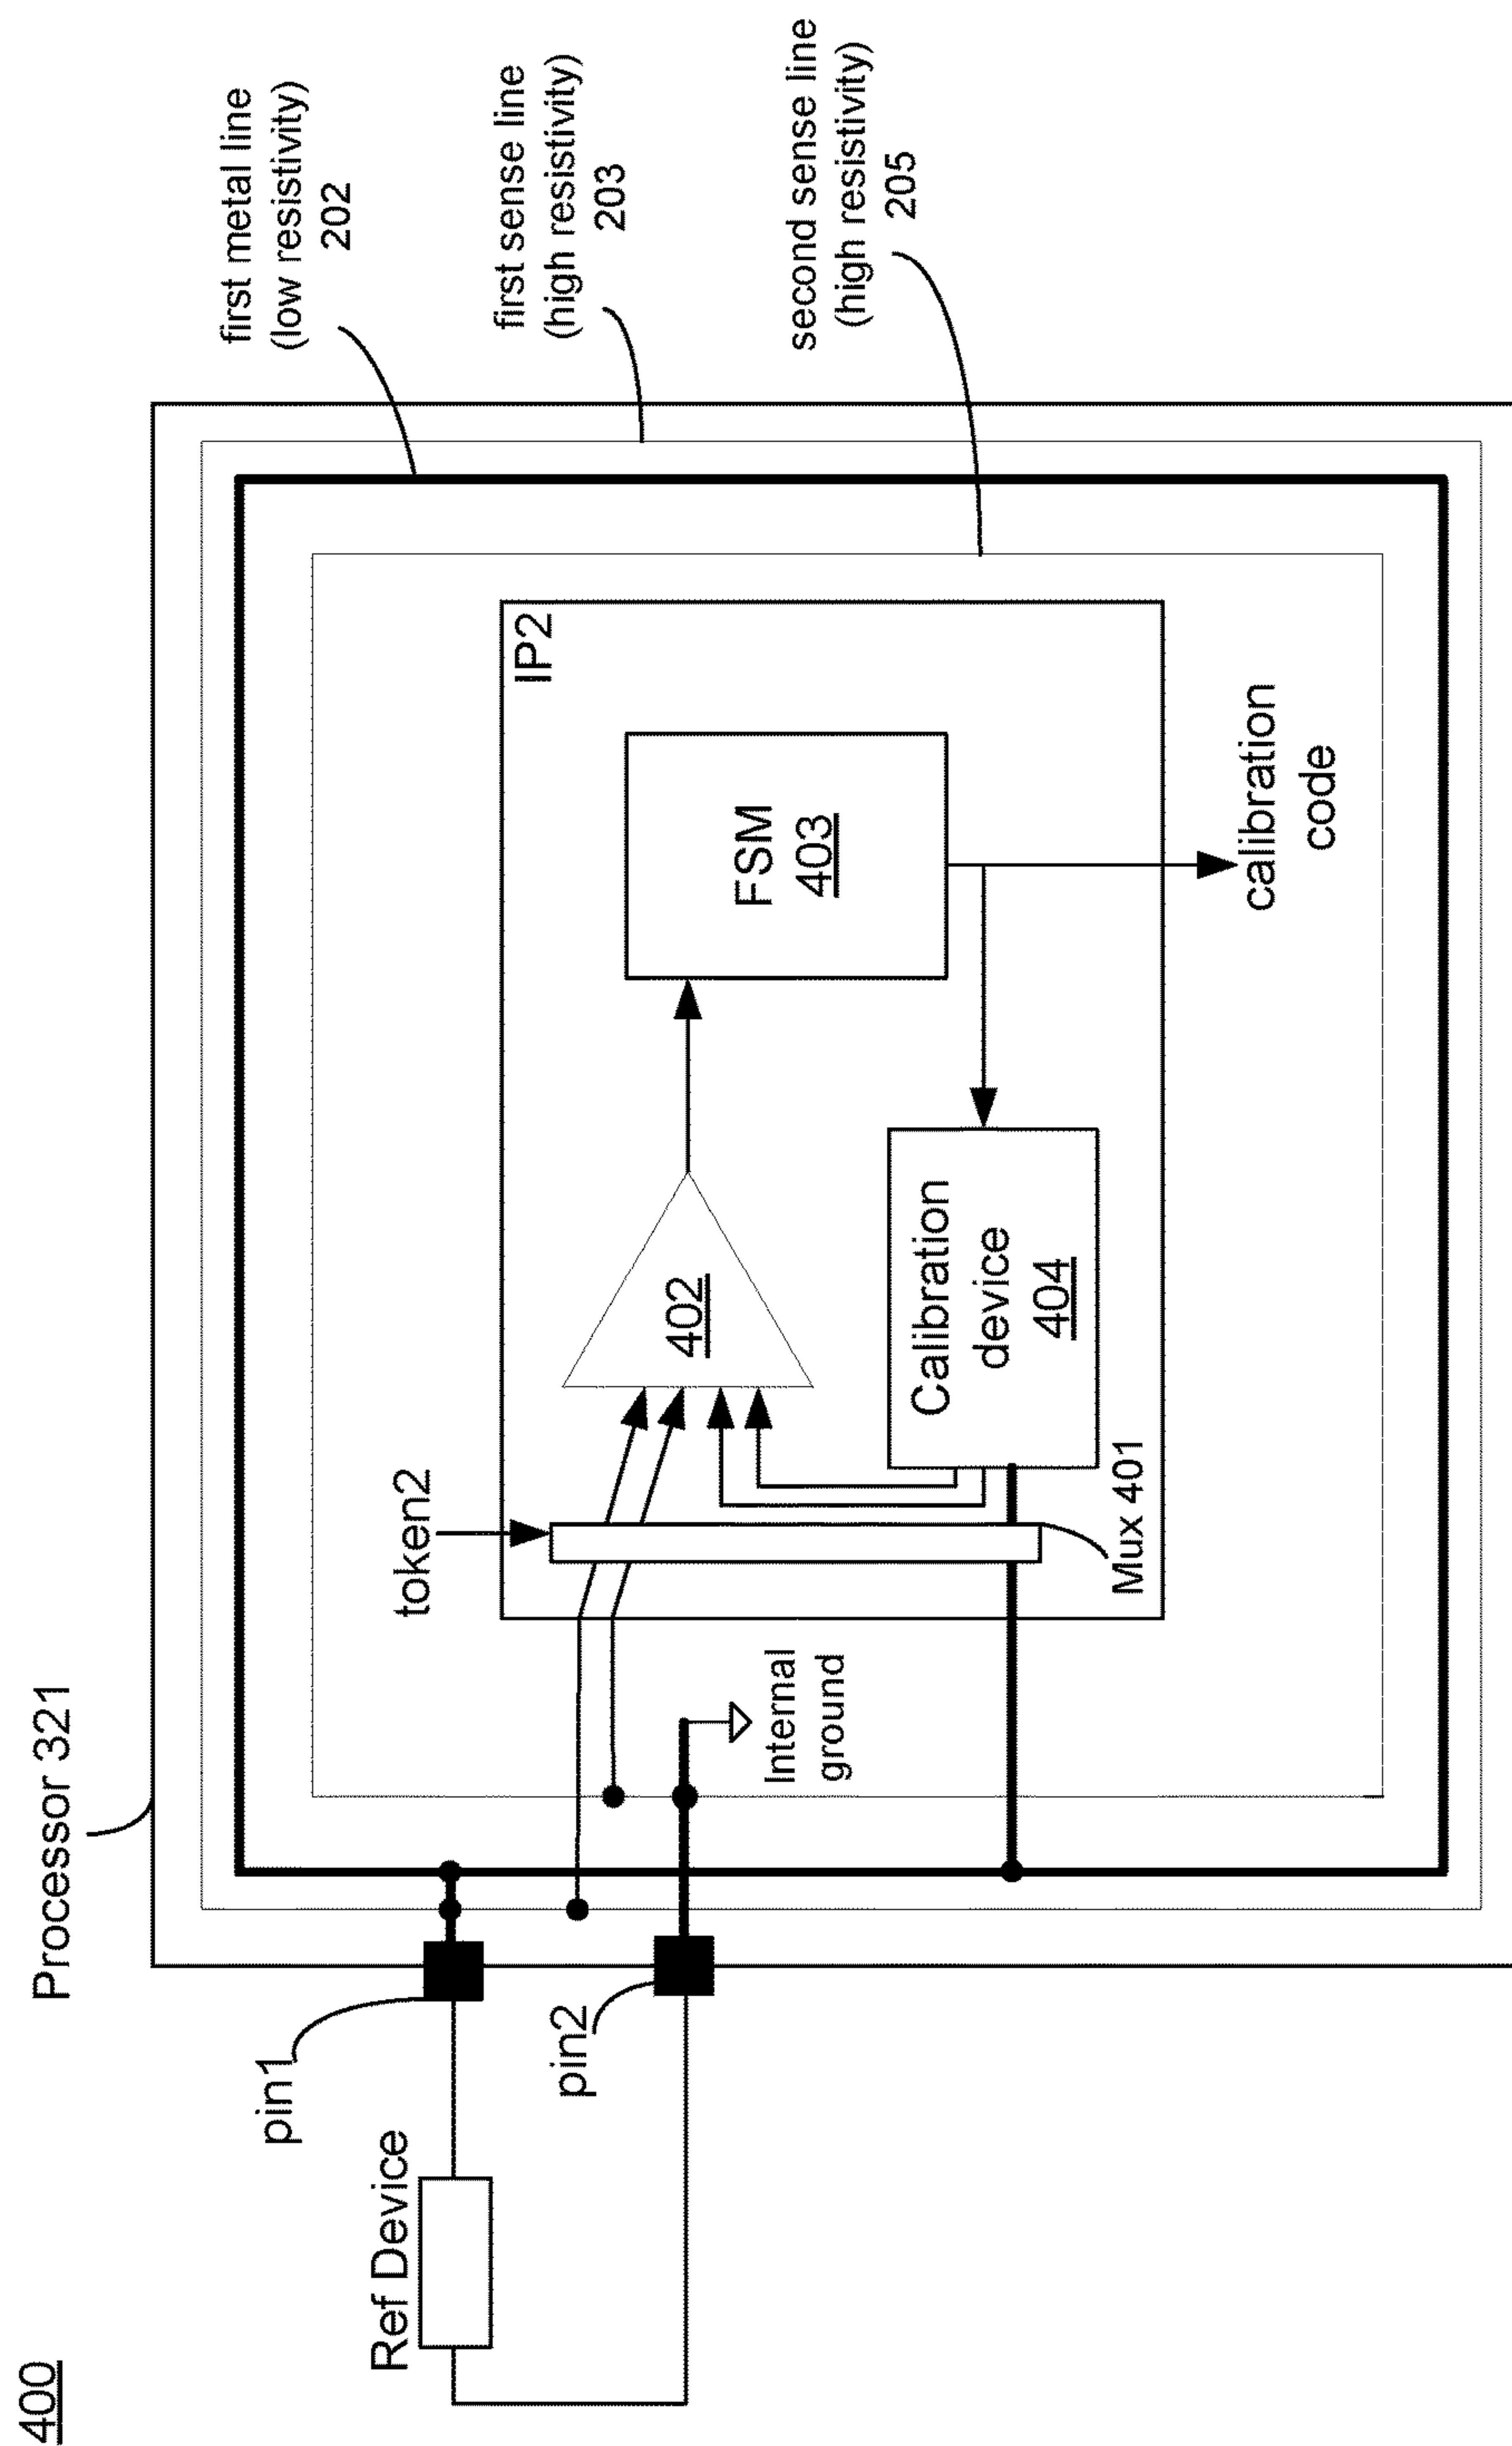 400
Processor 321
Ref Device
pin1
pin2
token2
Internal
ground
Mux 401
402
Calibration
device
404
FSM
403
IP2
calibration
code
first metal line
(low resistivity)
202
first sense line
(high resistivity)
203
second sense line
(high resistivity)
205